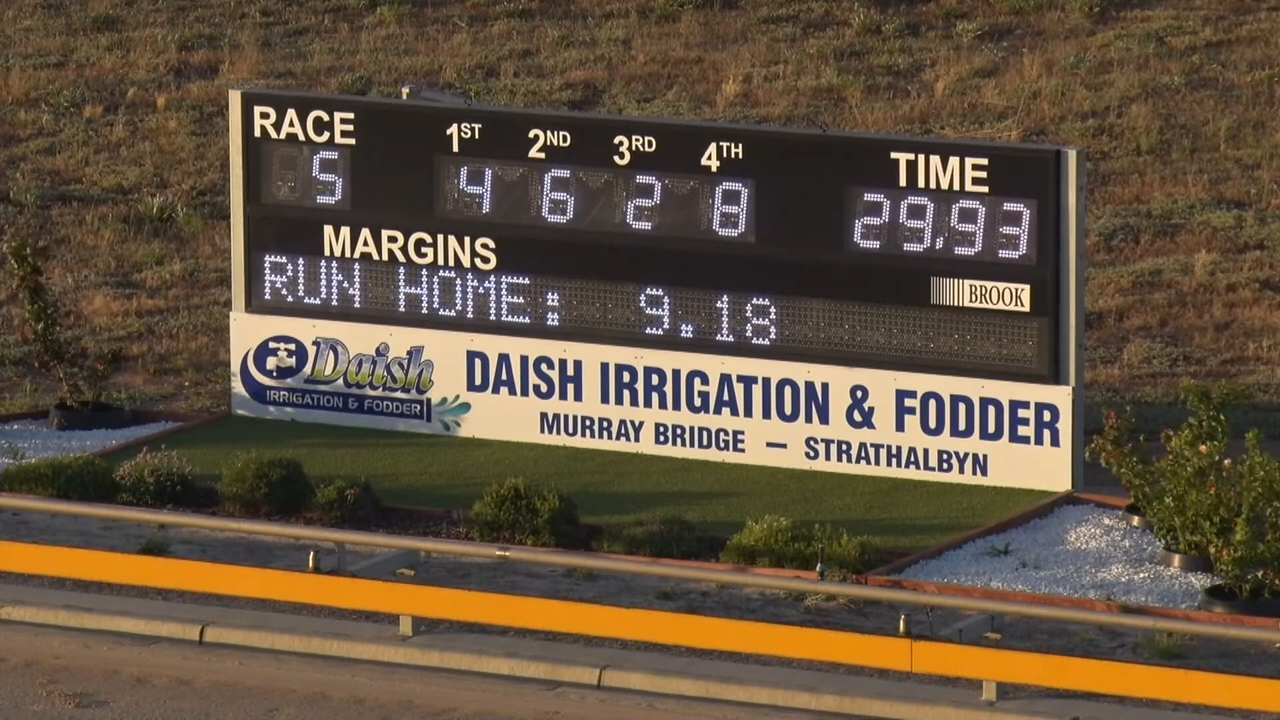 RACE 1ST 2ND 3RD 4TH TIME
5 4 6 2 8 29.93
MARGINS
RUN HOME: 9.18
BROOK
Daish
IRRIGATION & FODDER
DAISH IRRIGATION & FODDER
MURRAY BRIDGE – STRATHALBYN